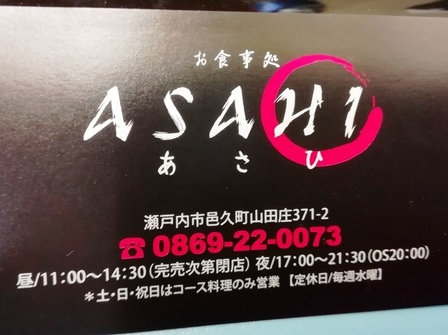 お食事処
ASAHI
あさひ
瀬戸内市邑久町山田庄371-2
☎ 0869-22-0073
昼/11:00～14:30(完売次第閉店) 夜/17:00～21:30(OS20:00)
＊土・日・祝日はコース料理のみ営業 【定休日/毎週水曜】